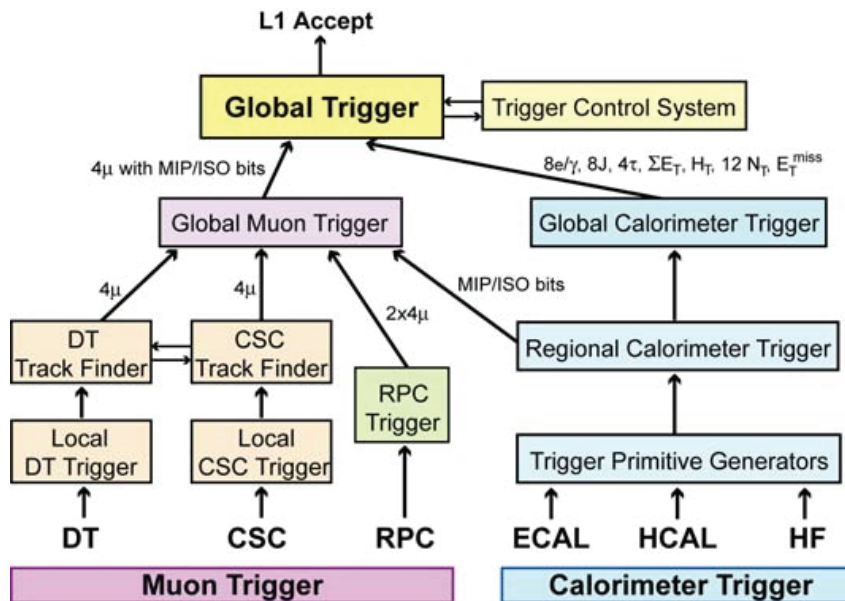 L1 Accept
Global Trigger
Trigger Control System
4μ with MIP/ISO bits
8e/γ, 8J, 4τ, ΣE_T, H_T, 12 N_T, E_T^miss
Global Muon Trigger
Global Calorimeter Trigger
4μ
4μ
2x4μ
MIP/ISO bits
DT
Track Finder
CSC
Track Finder
RPC
Trigger
Regional Calorimeter Trigger
Local
DT Trigger
Local
CSC Trigger
Trigger Primitive Generators
DT
CSC
RPC
ECAL
HCAL
HF
Muon Trigger
Calorimeter Trigger